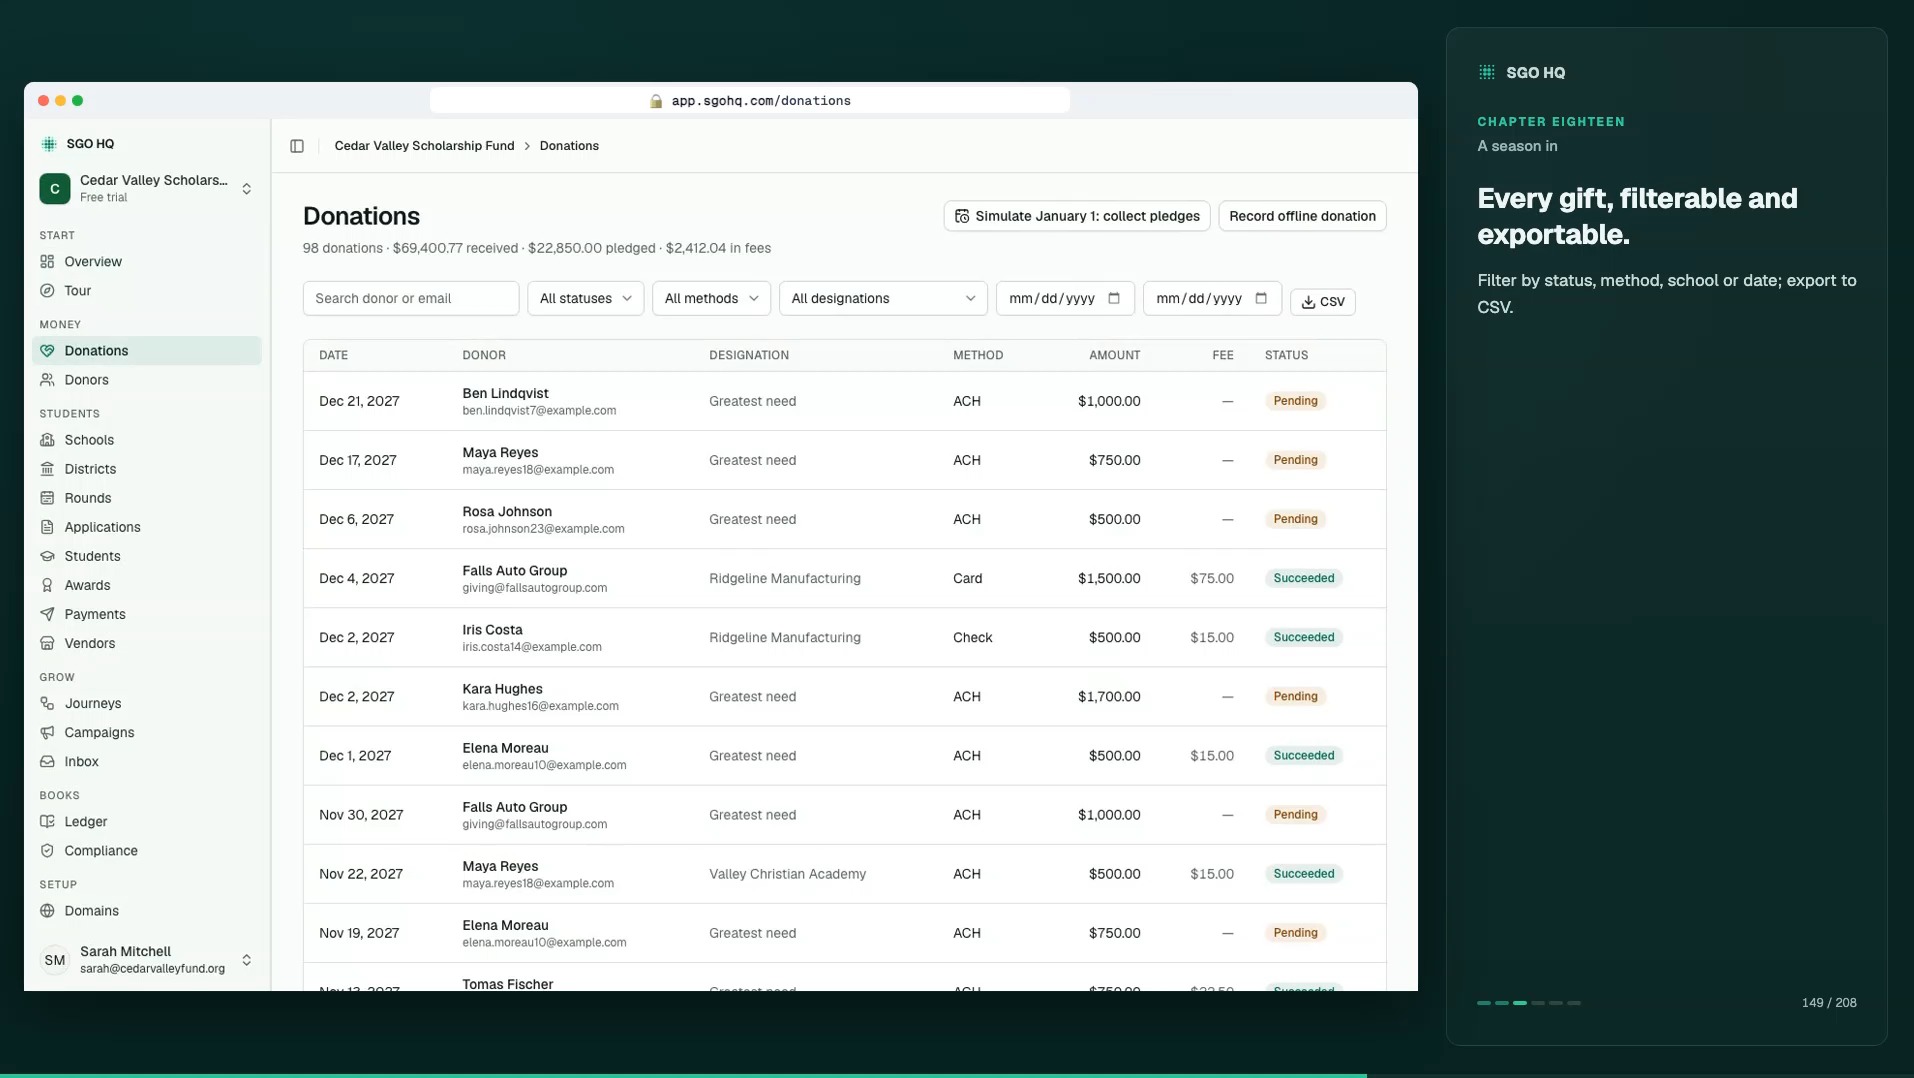 app.sgohq.com/donations
SGO HQ
Cedar Valley Scholars...
Free trial
START
Overview
Tour
MONEY
Donations
Donors
STUDENTS
Schools
Districts
Rounds
Applications
Students
Awards
Payments
Vendors
GROW
Journeys
Campaigns
Inbox
BOOKS
Ledger
Compliance
SETUP
Domains
SM Sarah Mitchell
sarah@cedarvalleyfund.org
Cedar Valley Scholarship Fund > Donations
Donations
Simulate January 1: collect pledges Record offline donation
98 donations · $69,400.77 received · $22,850.00 pledged · $2,412.04 in fees
Search donor or email All statuses All methods All designations mm/dd/yyyy mm/dd/yyyy CSV
DATE DONOR DESIGNATION METHOD AMOUNT FEE STATUS
Dec 21, 2027 Ben Lindqvist Greatest need ACH $1,000.00 — Pending
ben.lindqvist7@example.com
Dec 17, 2027 Maya Reyes Greatest need ACH $750.00 — Pending
maya.reyes18@example.com
Dec 6, 2027 Rosa Johnson Greatest need ACH $500.00 — Pending
rosa.johnson23@example.com
Dec 4, 2027 Falls Auto Group Ridgeline Manufacturing Card $1,500.00 $75.00 Succeeded
giving@fallsautogroup.com
Dec 2, 2027 Iris Costa Ridgeline Manufacturing Check $500.00 $15.00 Succeeded
iris.costa14@example.com
Dec 2, 2027 Kara Hughes Greatest need ACH $1,700.00 — Pending
kara.hughes16@example.com
Dec 1, 2027 Elena Moreau Greatest need ACH $500.00 $15.00 Succeeded
elena.moreau10@example.com
Nov 30, 2027 Falls Auto Group Greatest need ACH $1,000.00 — Pending
giving@fallsautogroup.com
Nov 22, 2027 Maya Reyes Valley Christian Academy ACH $500.00 $15.00 Succeeded
maya.reyes18@example.com
Nov 19, 2027 Elena Moreau Greatest need ACH $750.00 — Pending
elena.moreau10@example.com
Nov 13, 2027 Tomas Fischer Greatest need ACH $750.00 $22.50 Succeeded
SGO HQ
CHAPTER EIGHTEEN
A season in
Every gift, filterable and
exportable.
Filter by status, method, school or date; export to
CSV.
149 / 208
C